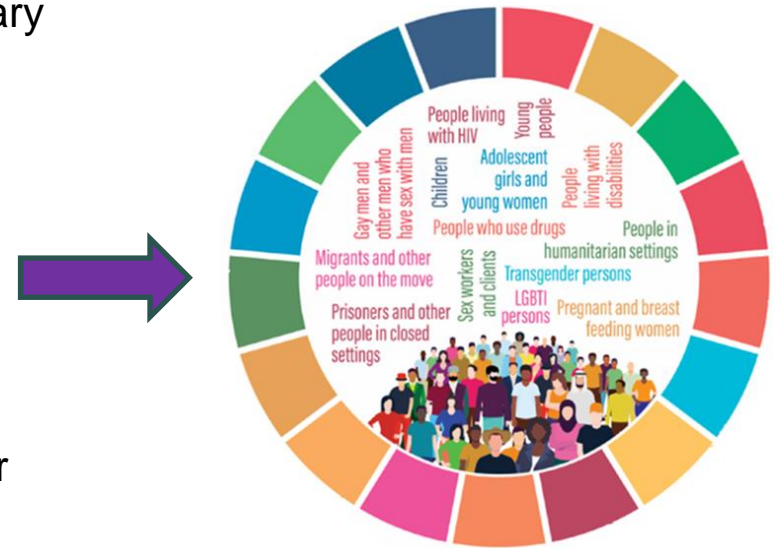 ary
People living
with HIV
Young
people
Gay men and
other men who
have sex with men
Children
Adolescent
girls and
young women
People
living with
disabilities
People who use drugs
People in
humanitarian settings
Migrants and other
people on the move
Sex workers
and clients
Transgender persons
LGBTI
persons
Pregnant and breast
feeding women
Prisoners and other
people in closed
settings
r